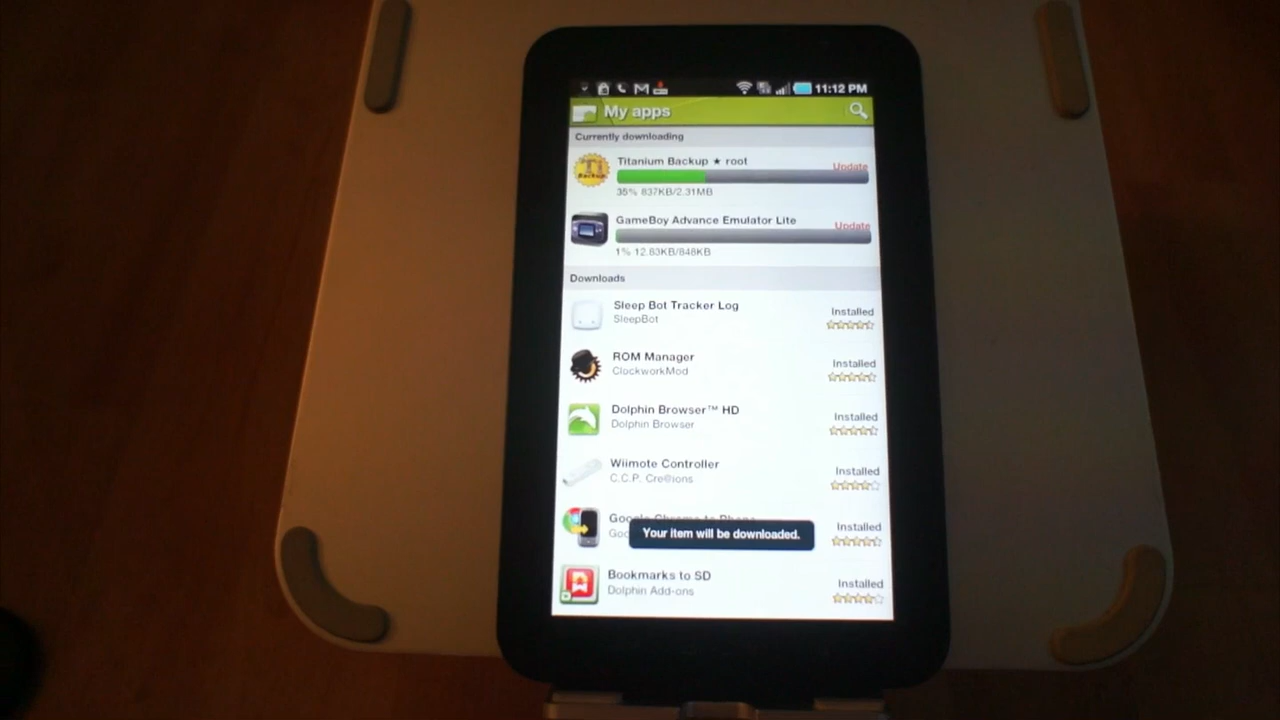 11:12 PM
My apps
Currently downloading
Titanium Backup ★ root
Update
35% 837KB/2.31MB
GameBoy Advance Emulator Lite
Update
1% 12.83KB/848KB
Downloads
Sleep Bot Tracker Log
SleepBot
Installed
ROM Manager
ClockworkMod
Installed
Dolphin Browser™ HD
Dolphin Browser
Installed
Wiimote Controller
C.C.P. Cre@ions
Installed
Google Chrome to Phone
Installed
Your item will be downloaded.
Bookmarks to SD
Dolphin Add-ons
Installed